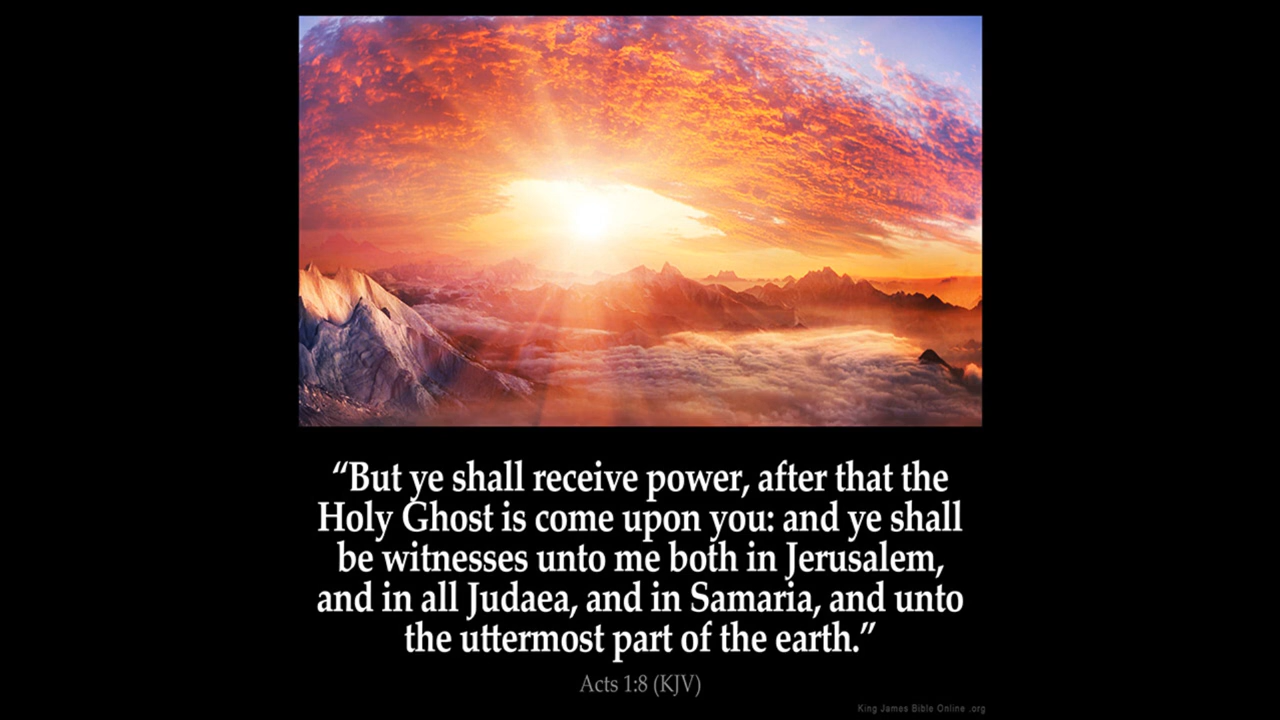 “But ye shall receive power, after that the
Holy Ghost is come upon you: and ye shall
be witnesses unto me both in Jerusalem,
and in all Judaea, and in Samaria, and unto
the uttermost part of the earth.”
Acts 1:8 (KJV)
King James Bible Online .org